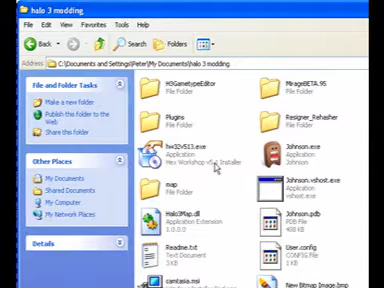 halo 3 modding
File Edit View Favorites Tools Help
Back Search Folders
Address C:\Documents and Settings\Peter\My Documents\halo 3 modding
File and Folder Tasks
Make a new folder
Publish this folder to the
Web
Share this folder
Other Places
My Documents
Shared Documents
My Computer
My Network Places
Details
H3GametypeEditor
File Folder
MirageBETA.95
File Folder
Plugins
File Folder
Resigner_Rehasher
File Folder
hw32v513.exe
Application
Hex Workshop Installer
Johnson.exe
Application
Johnson
map
File Folder
Johnson.vshost.exe
Application
vshost.exe
Halo3Map.dll
Application Extension
1.0.0.0
Johnson.pdb
PDB File
Readme.txt
Text Document
3 KB
User.config
CONFIG File
1 KB
camtasia.msi
New Bitmap Image.bmp